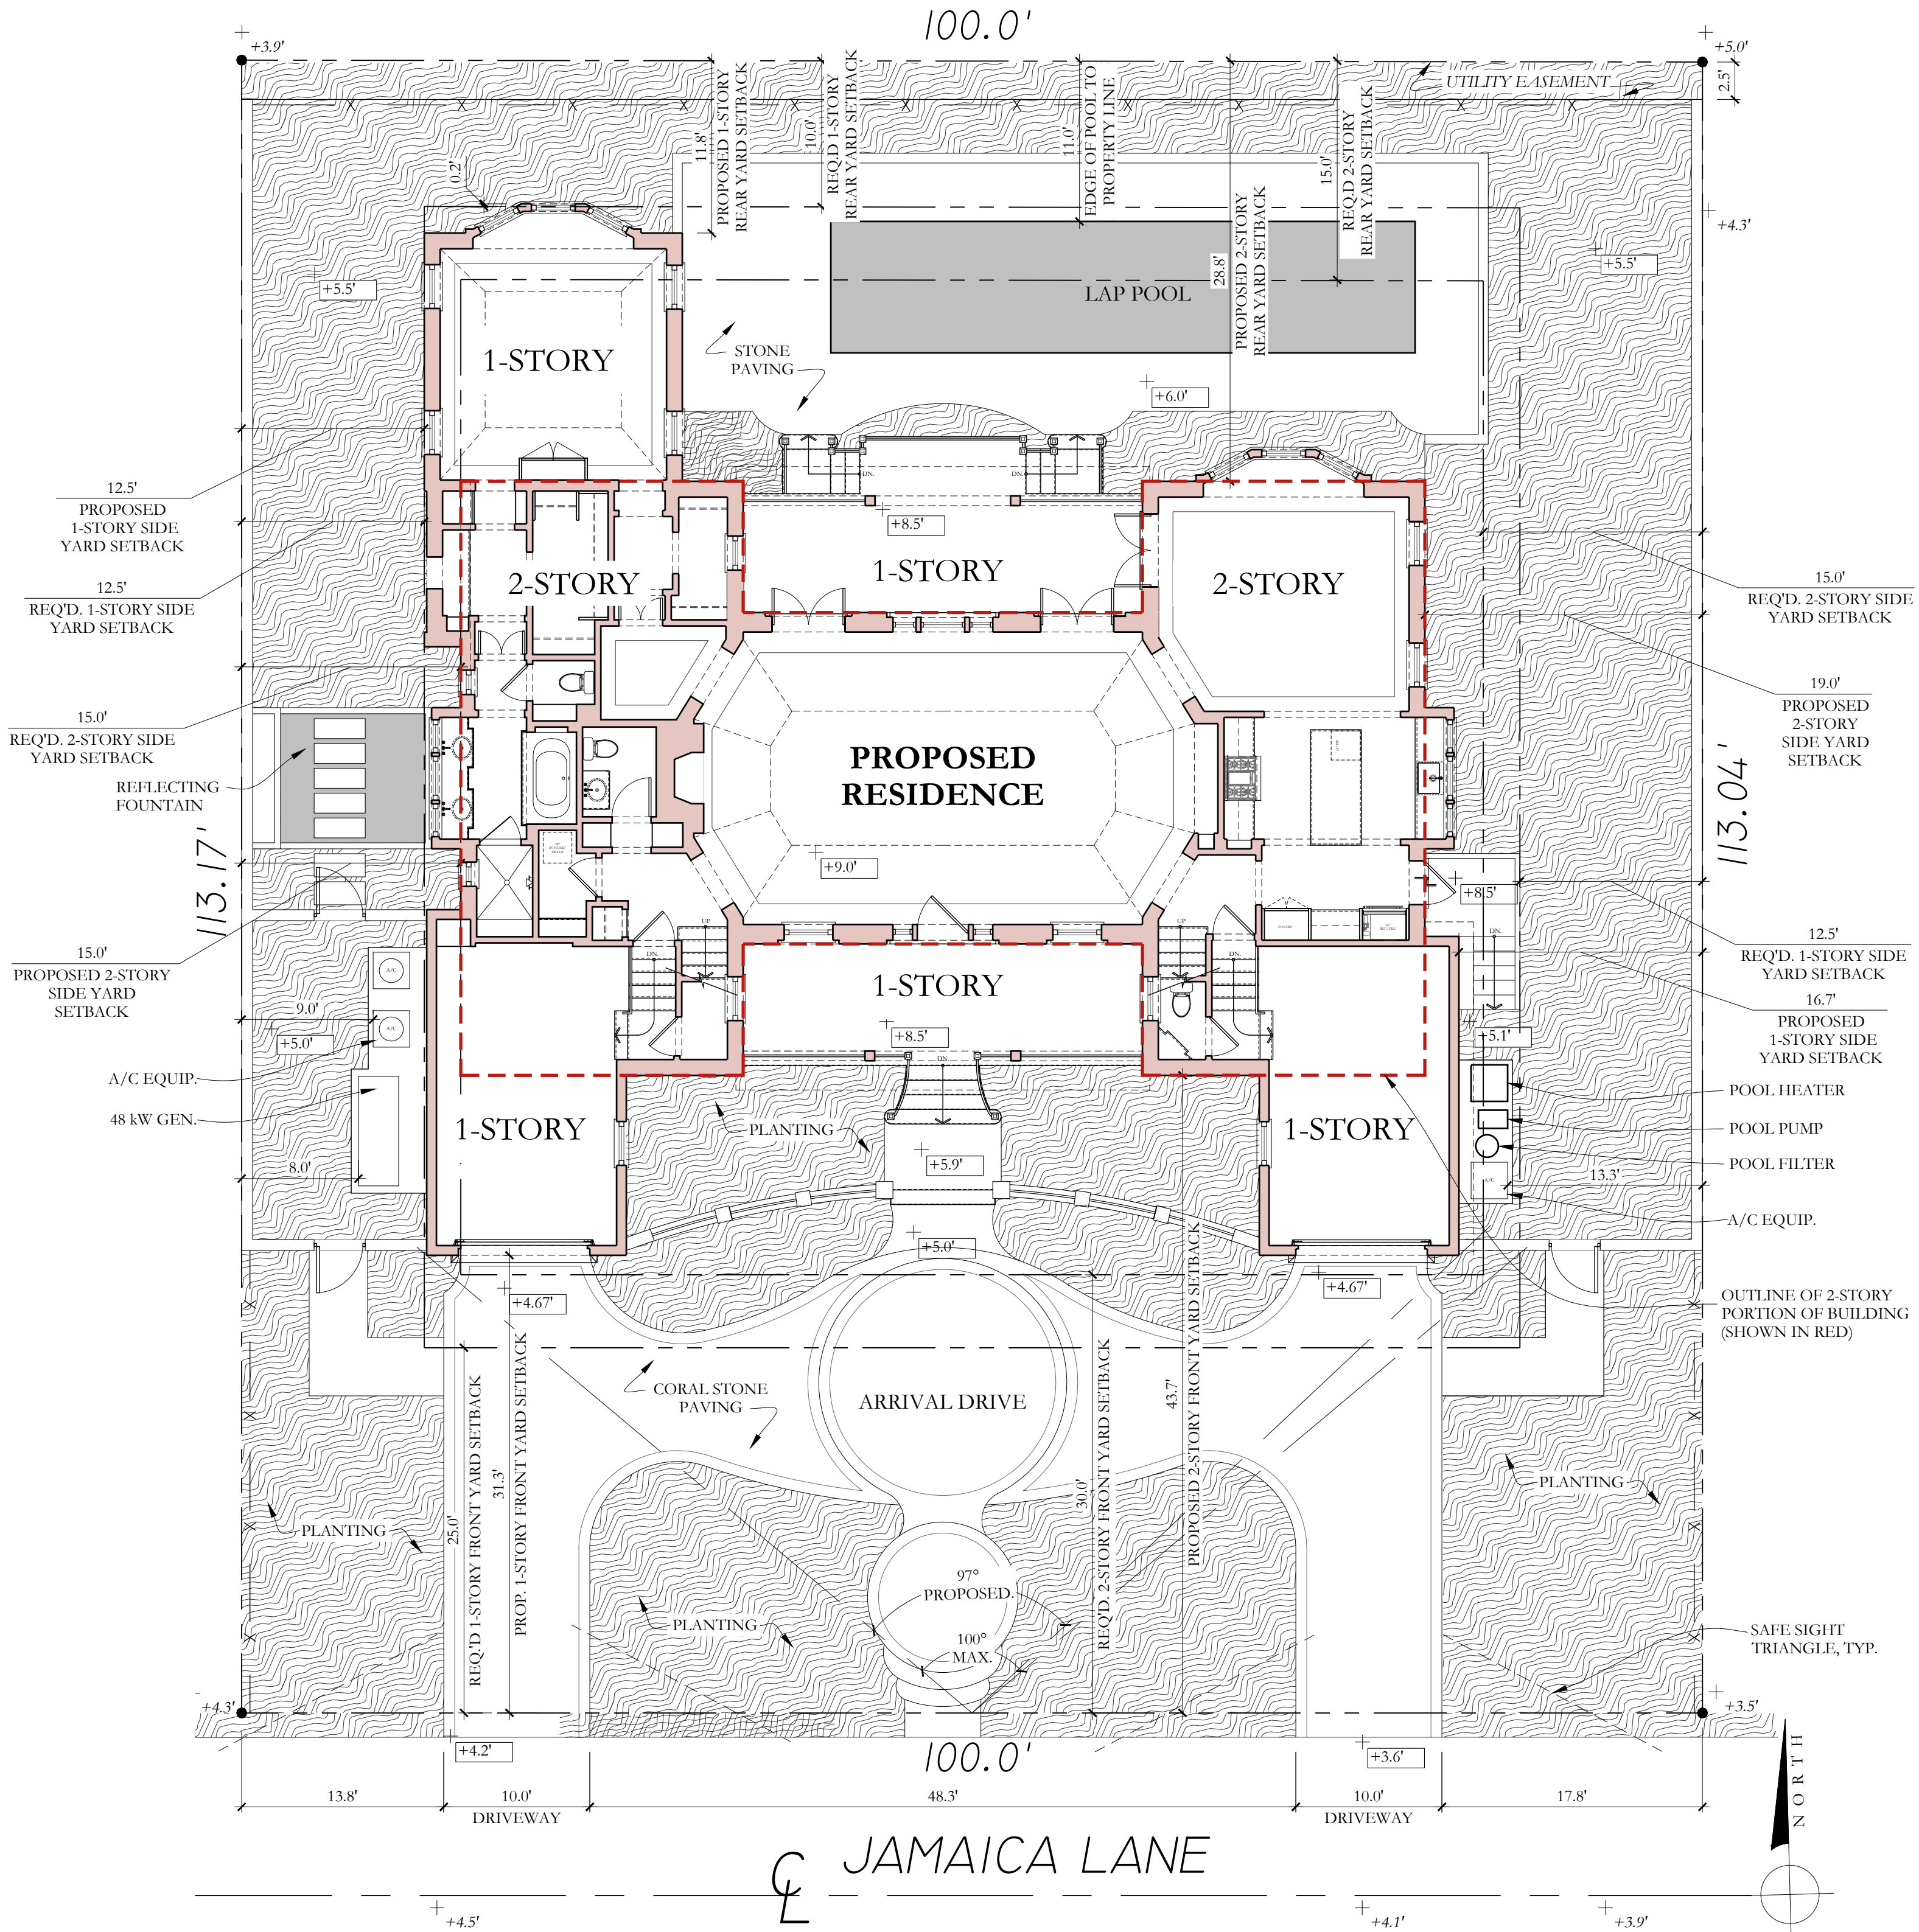 100.0'
+3.9'
+5.0'
UTILITY EASEMENT
2.5'
0.2'
11.8'
PROPOSED 1-STORY
REAR YARD SETBACK
10.0'
REQ.D 1-STORY
REAR YARD SETBACK
11.0'
EDGE OF POOL TO
PROPERTY LINE
28.8'
PROPOSED 2-STORY
REAR YARD SETBACK
15.0'
REQ.D 2-STORY
REAR YARD SETBACK
+4.3'
+5.5'
+5.5'
LAP POOL
1-STORY
STONE
PAVING
+6.0'
12.5'
PROPOSED
1-STORY SIDE
YARD SETBACK
DN.
DN.
+8.5'
1-STORY
2-STORY
2-STORY
12.5'
REQ'D. 1-STORY SIDE
YARD SETBACK
15.0'
REQ'D. 2-STORY SIDE
YARD SETBACK
15.0'
REQ'D. 2-STORY SIDE
YARD SETBACK
19.0'
PROPOSED
2-STORY
SIDE YARD
SETBACK
REFLECTING
FOUNTAIN
PROPOSED
RESIDENCE
113.17'
113.04'
+9.0'
+8.5'
UP
UP
DN.
DN.
DN.
15.0'
PROPOSED 2-STORY
SIDE YARD
SETBACK
12.5'
REQ'D. 1-STORY SIDE
YARD SETBACK
A/C
A/C
9.0'
+5.0'
1-STORY
+8.5'
DN
16.7'
PROPOSED
1-STORY SIDE
YARD SETBACK
+5.1'
A/C EQUIP.
48 kW GEN.
8.0'
1-STORY
PLANTING
+5.9'
1-STORY
POOL HEATER
POOL PUMP
POOL FILTER
A/C
13.3'
A/C EQUIP.
+5.0'
+4.67'
+4.67'
OUTLINE OF 2-STORY
PORTION OF BUILDING
(SHOWN IN RED)
25.0'
REQ.'D 1-STORY FRONT YARD SETBACK
31.3'
PROP. 1-STORY FRONT YARD SETBACK
CORAL STONE
PAVING
ARRIVAL DRIVE
30.0'
REQ'D. 2-STORY FRONT YARD SETBACK
43.7'
PROPOSED 2-STORY FRONT YARD SETBACK
PLANTING
PLANTING
PLANTING
97°
PROPOSED.
100°
MAX.
SAFE SIGHT
TRIANGLE, TYP.
+4.3'
+3.5'
+4.2'
100.0'
+3.6'
13.8'
10.0'
DRIVEWAY
48.3'
10.0'
DRIVEWAY
17.8'
NORTH
C L JAMAICA LANE
+4.5'
+4.1'
+3.9'